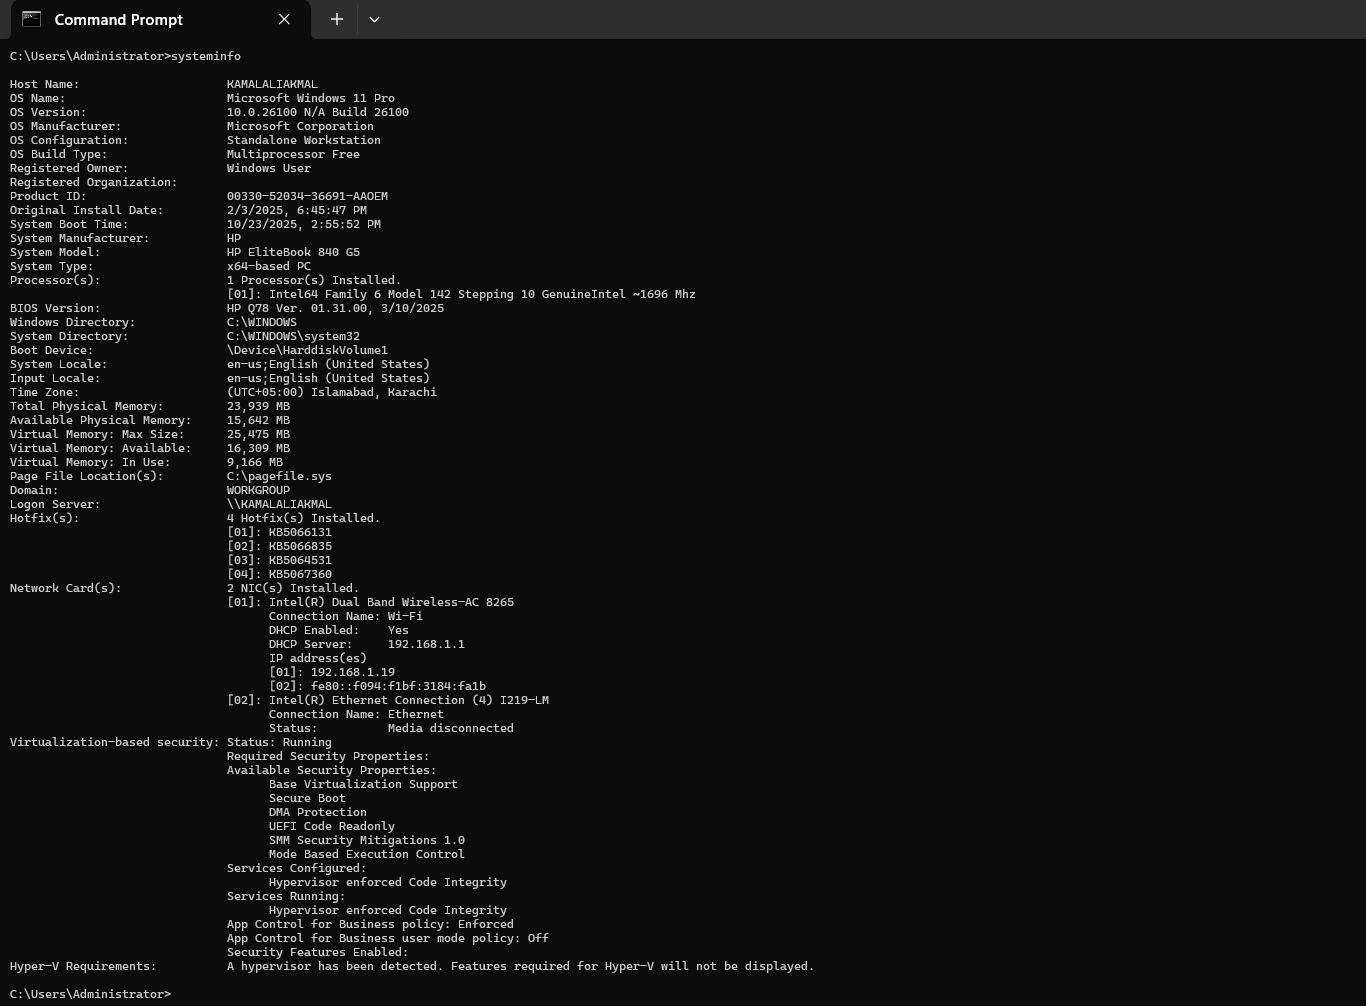 Command Prompt
C:\Users\Administrator>systeminfo
Host Name: KAMALALIAKMAL
OS Name: Microsoft Windows 11 Pro
OS Version: 10.0.26100 N/A Build 26100
OS Manufacturer: Microsoft Corporation
OS Configuration: Standalone Workstation
OS Build Type: Multiprocessor Free
Registered Owner: Windows User
Registered Organization:
Product ID: 00330-52034-36691-AAOEM
Original Install Date: 2/3/2025, 6:45:47 PM
System Boot Time: 10/23/2025, 2:55:52 PM
System Manufacturer: HP
System Model: HP EliteBook 840 G5
System Type: x64-based PC
Processor(s): 1 Processor(s) Installed.
[01]: Intel64 Family 6 Model 142 Stepping 10 GenuineIntel ~1696 Mhz
BIOS Version: HP Q78 Ver. 01.31.00, 3/10/2025
Windows Directory: C:\WINDOWS
System Directory: C:\WINDOWS\system32
Boot Device: \Device\HarddiskVolume1
System Locale: en-us;English (United States)
Input Locale: en-us;English (United States)
Time Zone: (UTC+05:00) Islamabad, Karachi
Total Physical Memory: 23,939 MB
Available Physical Memory: 15,642 MB
Virtual Memory: Max Size: 25,475 MB
Virtual Memory: Available: 16,309 MB
Virtual Memory: In Use: 9,166 MB
Page File Location(s): C:\pagefile.sys
Domain: WORKGROUP
Logon Server: \\KAMALALIAKMAL
Hotfix(s): 4 Hotfix(s) Installed.
[01]: KB5066131
[02]: KB5066835
[03]: KB5064531
[04]: KB5067360
Network Card(s): 2 NIC(s) Installed.
[01]: Intel(R) Dual Band Wireless-AC 8265
Connection Name: Wi-Fi
DHCP Enabled: Yes
DHCP Server: 192.168.1.1
IP address(es)
[01]: 192.168.1.19
[02]: fe80::f094:f1bf:3184:fa1b
[02]: Intel(R) Ethernet Connection (4) I219-LM
Connection Name: Ethernet
Status: Media disconnected
Virtualization-based security: Status: Running
Required Security Properties:
Available Security Properties:
Base Virtualization Support
Secure Boot
DMA Protection
UEFI Code Readonly
SMM Security Mitigations 1.0
Mode Based Execution Control
Services Configured:
Hypervisor enforced Code Integrity
Services Running:
Hypervisor enforced Code Integrity
App Control for Business policy: Enforced
App Control for Business user mode policy: Off
Security Features Enabled:
Hyper-V Requirements: A hypervisor has been detected. Features required for Hyper-V will not be displayed.
C:\Users\Administrator>